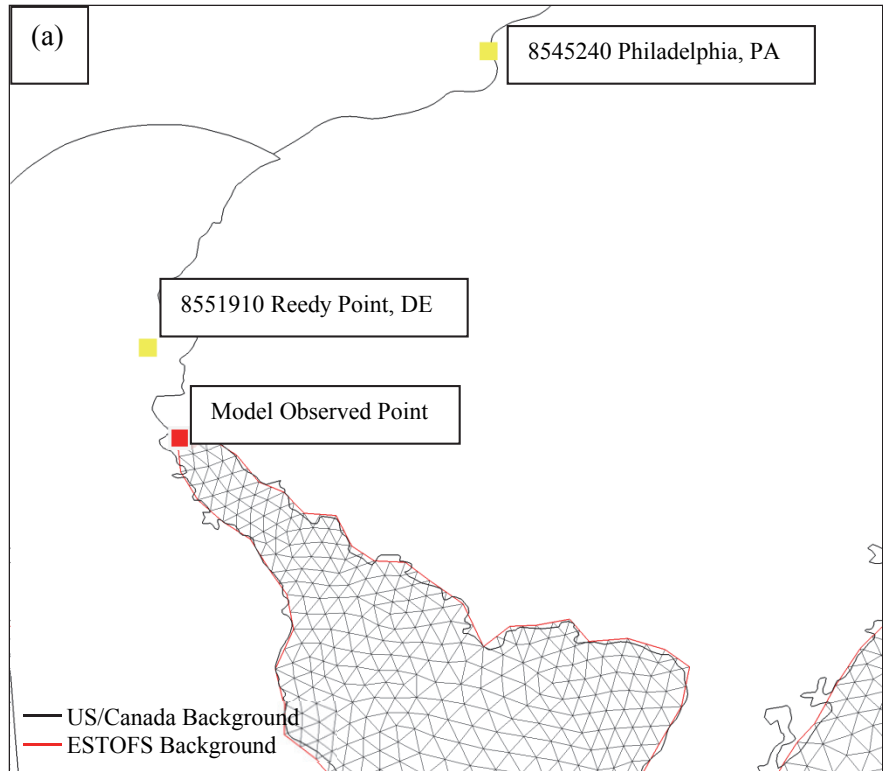 (a)
8545240 Philadelphia, PA
8551910 Reedy Point, DE
Model Observed Point
US/Canada Background
ESTOFS Background